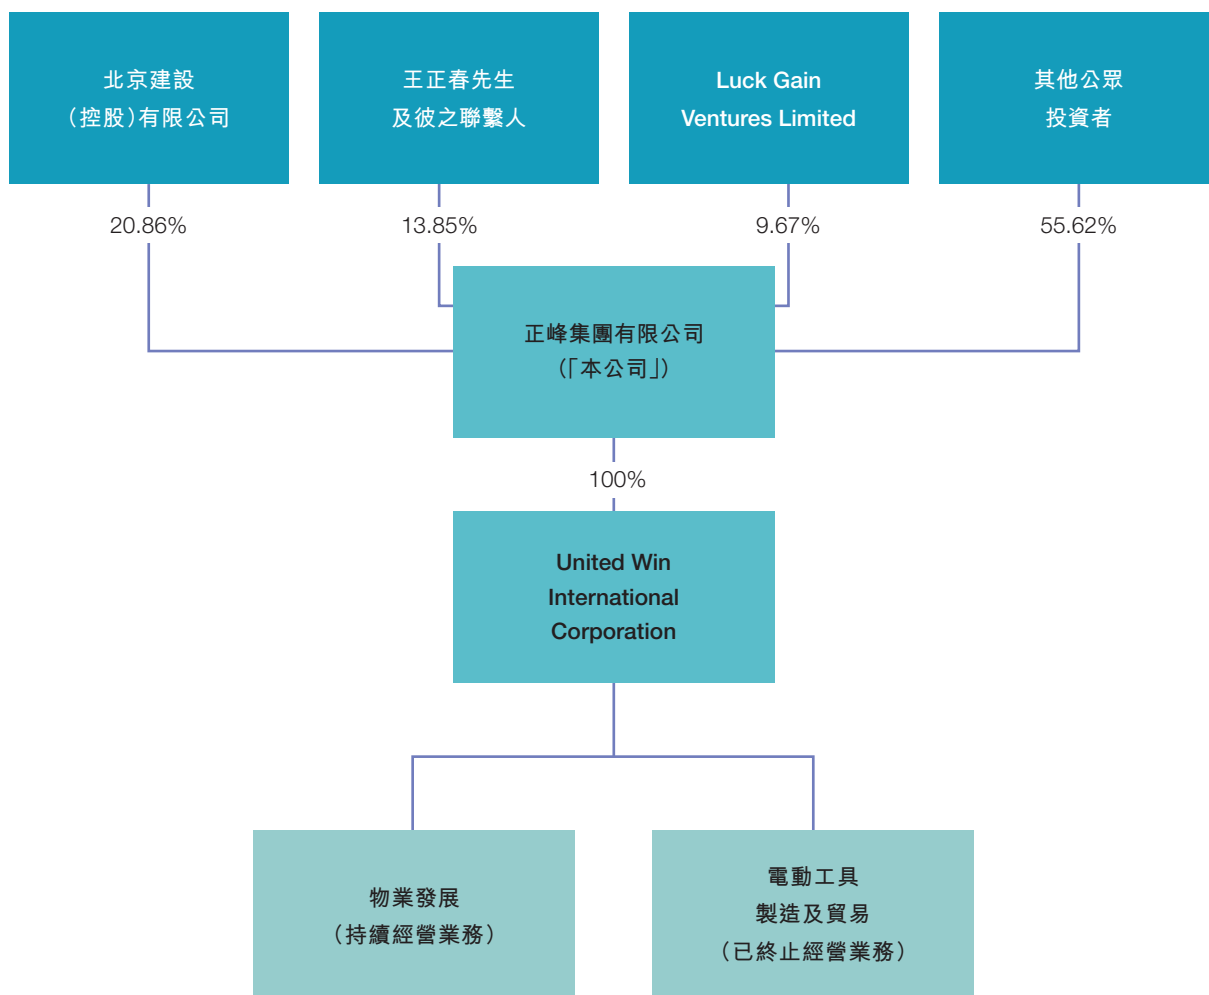 北京建設
（控股）有限公司
王正春先生
及彼之聯繫人
Luck Gain
Ventures Limited
其他公眾
投資者
20.86%
13.85%
9.67%
55.62%
正峰集團有限公司
（「本公司」）
100%
United Win
International
Corporation
物業發展
（持續經營業務）
電動工具
製造及貿易
（已終止經營業務）